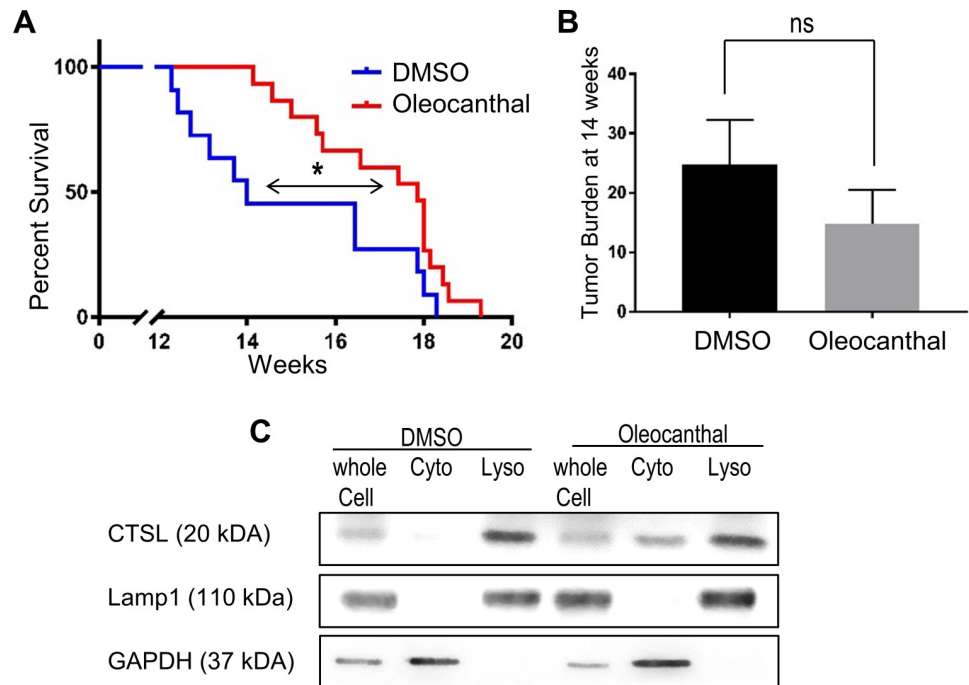 A
Percent Survival
100
50
0
0 12 14 16 18 20
Weeks
DMSO
Oleocanthal
*
B
ns
Tumor Burden at 14 weeks
40
30
20
10
0
DMSO Oleocanthal
C
DMSO Oleocanthal
whole Cyto Lyso whole Cyto Lyso
Cell Cell
CTSL (20 kDA)
Lamp1 (110 kDa)
GAPDH (37 kDA)